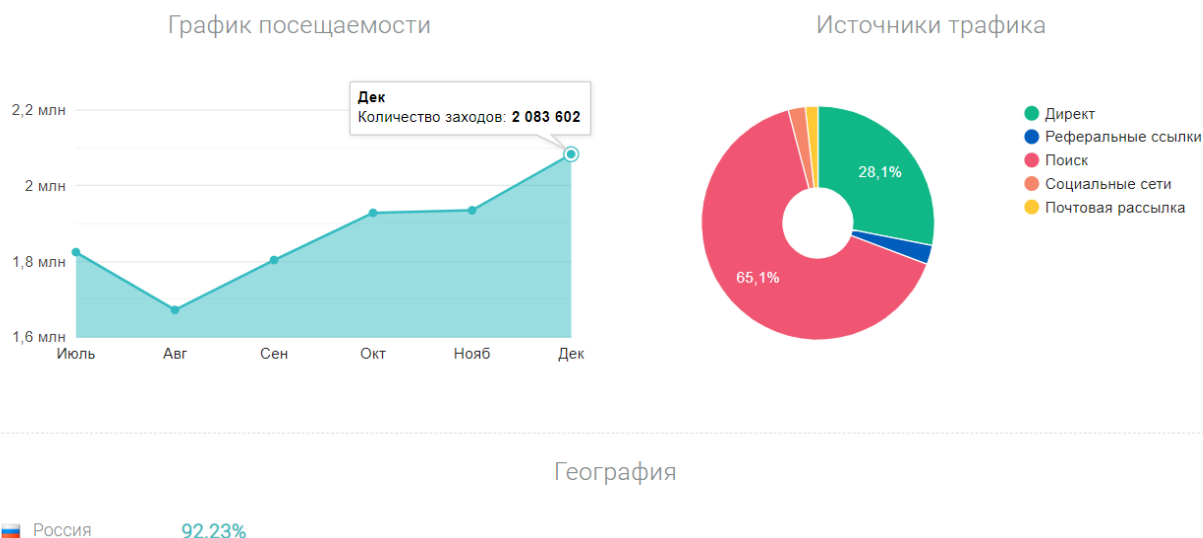 График посещаемости
Дек
Количество заходов: 2 083 602
2,2 млн
2 млн
1,8 млн
1,6 млн
Июль Авг Сен Окт Нояб Дек
Источники трафика
28,1%
65,1%
Директ
Реферальные ссылки
Поиск
Социальные сети
Почтовая рассылка
География
Россия 92.23%